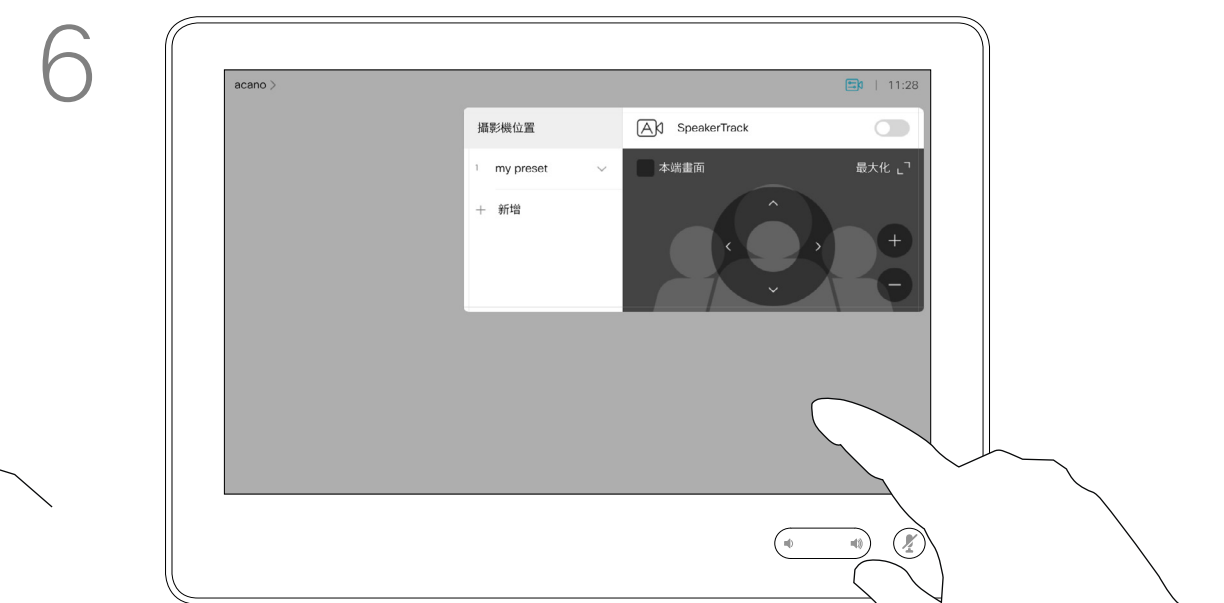 6
acano
11:28
攝影機位置
SpeakerTrack
1 my preset
本端畫面
最大化
+ 新增